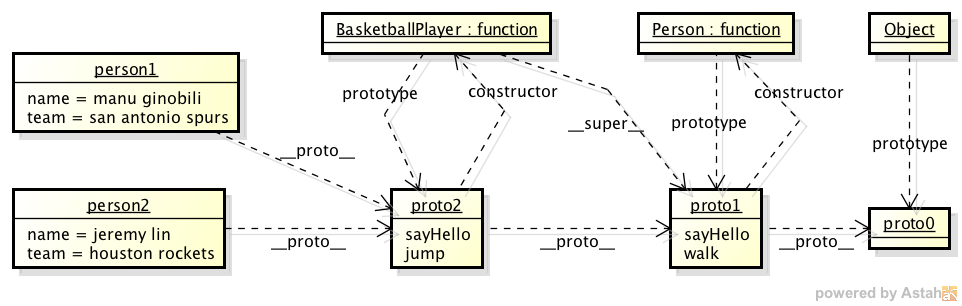 BasketballPlayer : function
Person : function
Object
person1
name = manu ginobili
team = san antonio spurs
prototype
constructor
__super__
prototype
constructor
prototype
__proto__
person2
name = jeremy lin
team = houston rockets
__proto__
proto2
sayHello
jump
__proto__
proto1
sayHello
walk
__proto__
proto0
powered by Astah